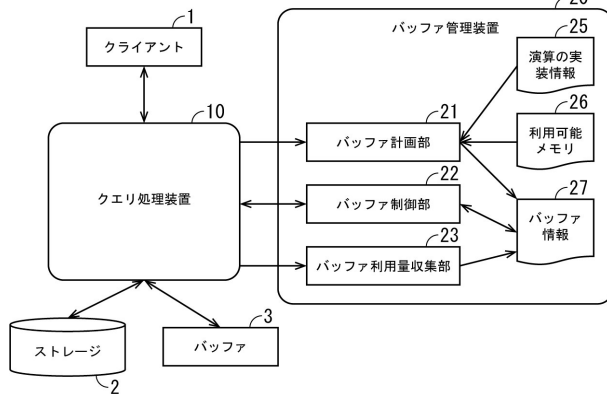 1
クライアント
10
クエリ処理装置
ストレージ
2
3
バッファ
バッファ管理装置
21
バッファ計画部
22
バッファ制御部
23
バッファ利用量収集部
25
演算の実
装情報
26
利用可能
メモリ
27
バッファ
情報